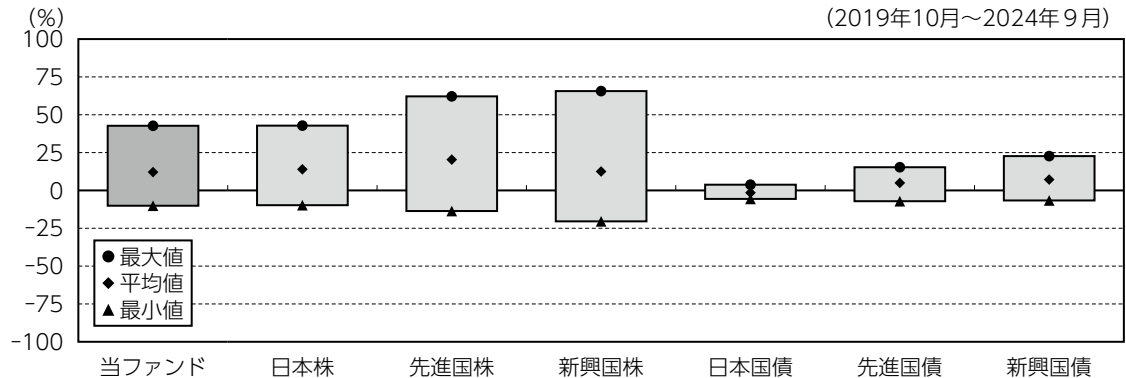 (%)
(2019年10月～2024年９月)
100
75
50
25
0
-25
-50
-75
-100
●最大値
◆平均値
▲最小値
当ファンド 日本株 先進国株 新興国株 日本国債 先進国債 新興国債